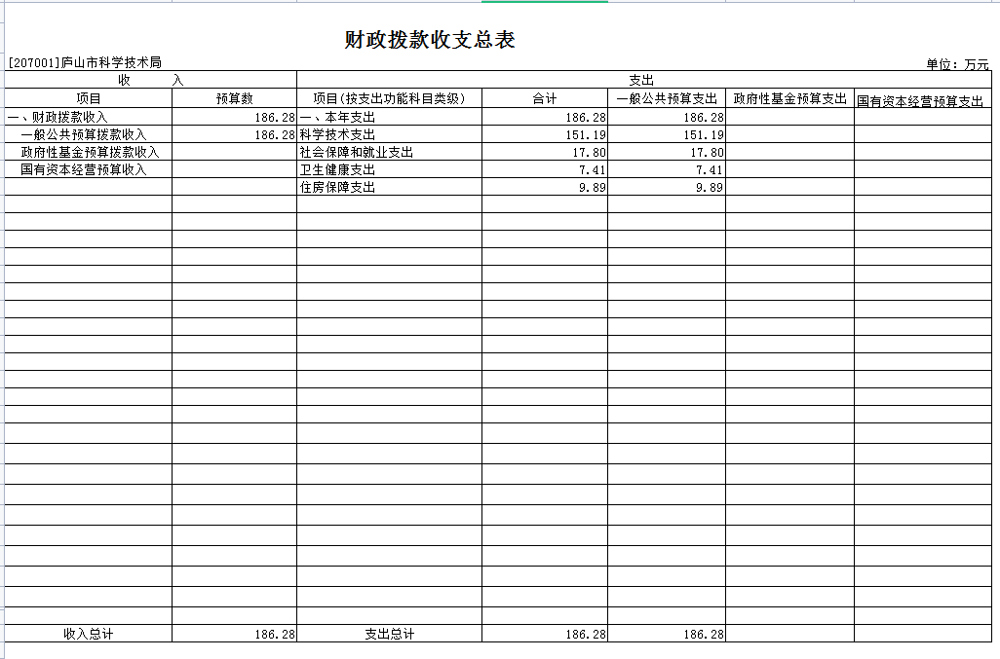 财政拨款收支总表
[207001]庐山市科学技术局 单位：万元
收 入 支出
项目 预算数 项目(按支出功能科目类级) 合计 一般公共预算支出 政府性基金预算支出 国有资本经营预算支出
一、财政拨款收入 186.28 一、本年支出 186.28 186.28
一般公共预算拨款收入 186.28 科学技术支出 151.19 151.19
政府性基金预算拨款收入 社会保障和就业支出 17.80 17.80
国有资本经营预算收入 卫生健康支出 7.41 7.41
住房保障支出 9.89 9.89
收入总计 186.28 支出总计 186.28 186.28